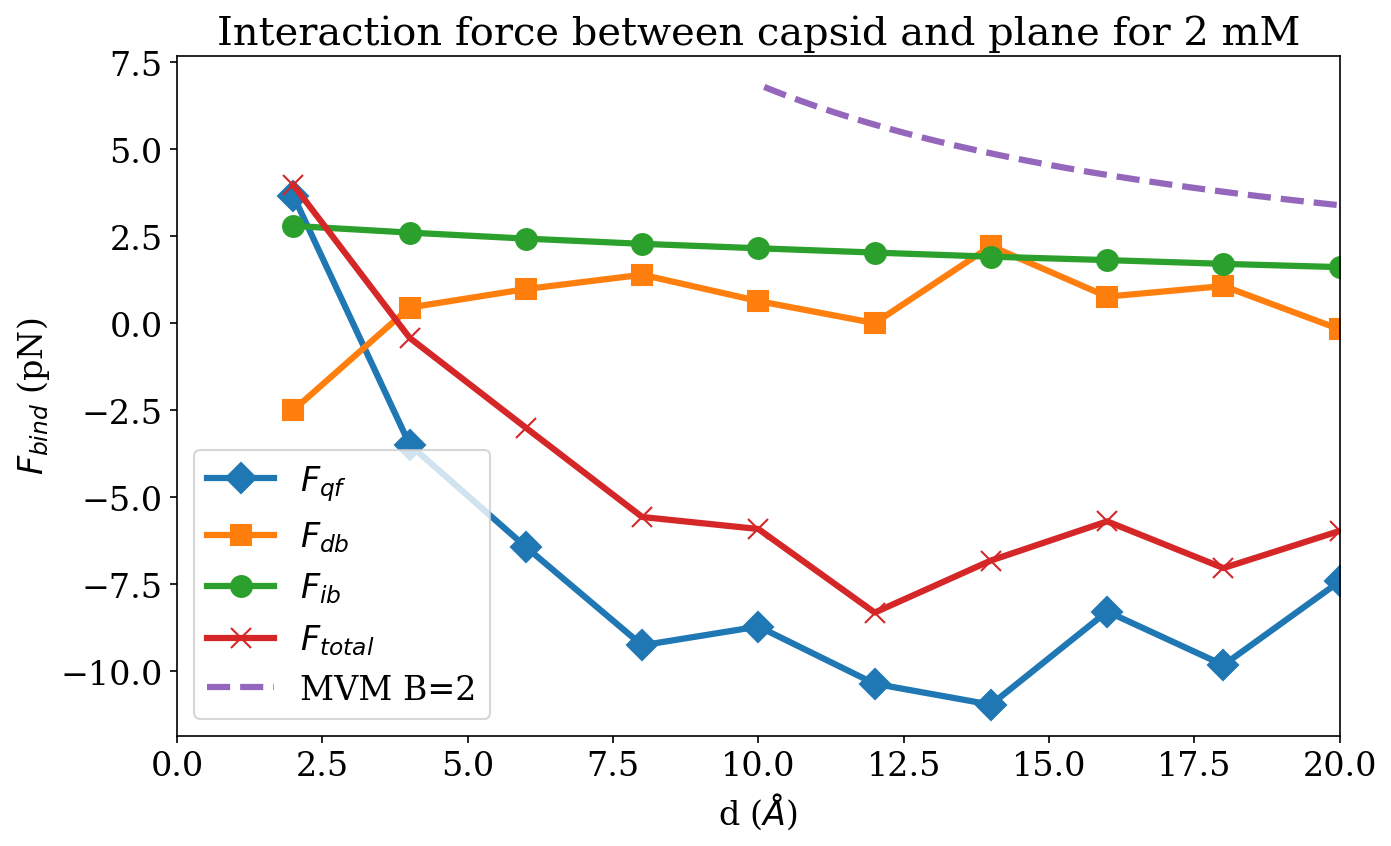 Interaction force between capsid and plane for 2 mM
7.5
5.0
2.5
0.0
−2.5
−5.0
−7.5
−10.0
F_bind (pN)
F_qf
F_db
F_ib
F_total
MVM B=2
0.0 2.5 5.0 7.5 10.0 12.5 15.0 17.5 20.0
d (Å)